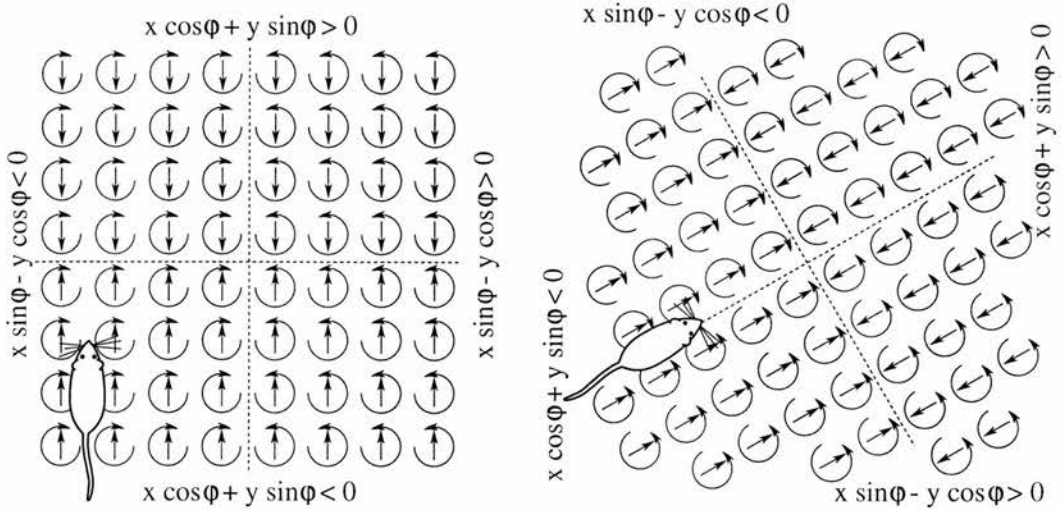 x cosφ + y sinφ > 0
x sinφ - y cosφ < 0
x sinφ - y cosφ > 0
x cosφ + y sinφ < 0
x sinφ - y cosφ < 0
x cosφ + y sinφ > 0
x cosφ + y sinφ < 0
x sinφ - y cosφ > 0